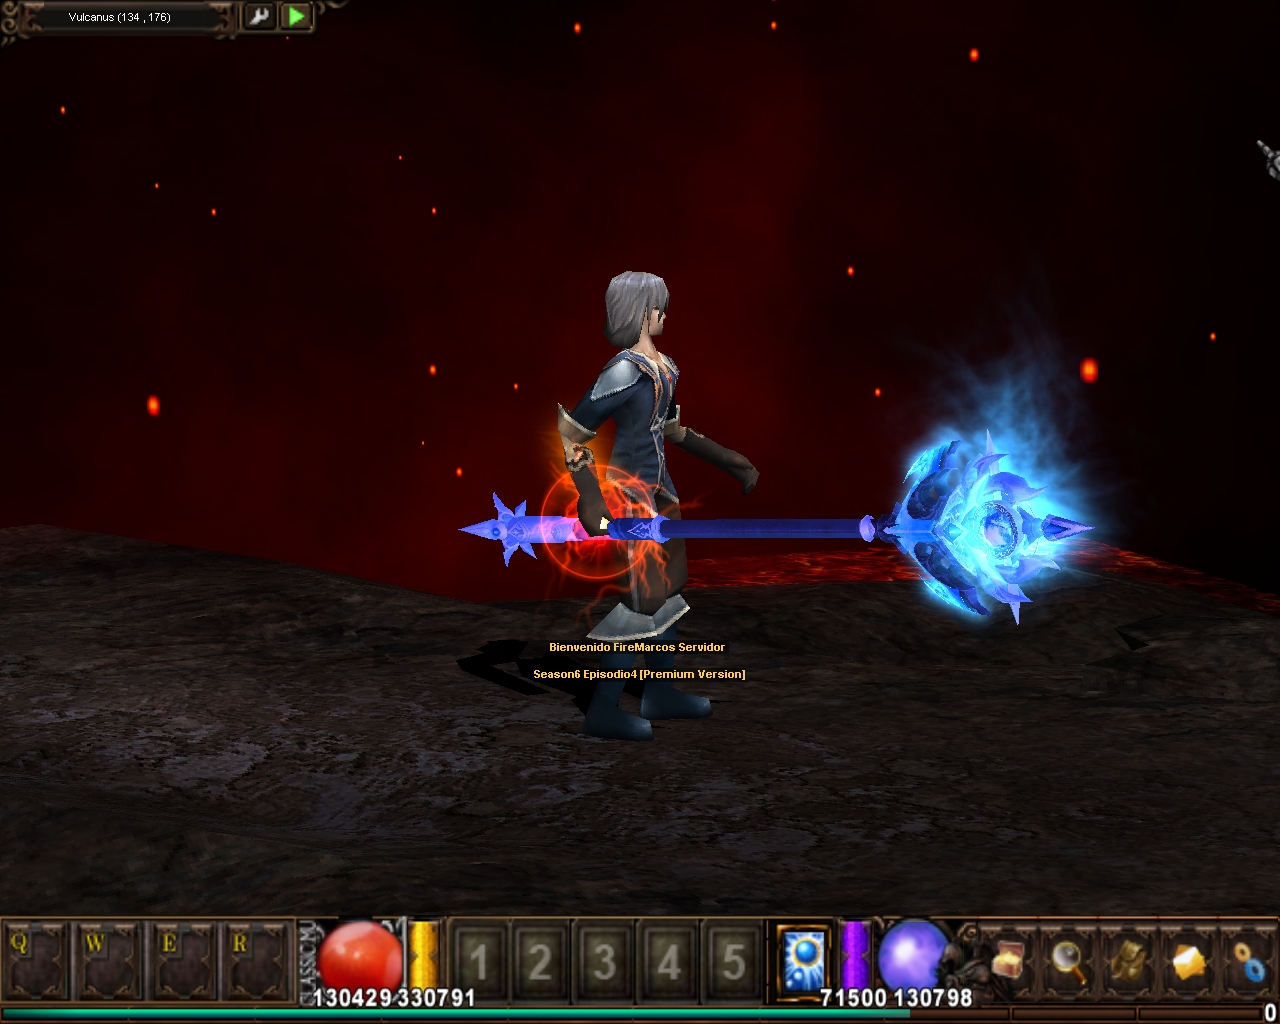 Vulcanus (134 , 176)
Bienvenido FireMarcos Servidor
Season6 Episodio4 [Premium Version]
Q W E R
1 2 3 4 5
130429 330791
71500 130798
0